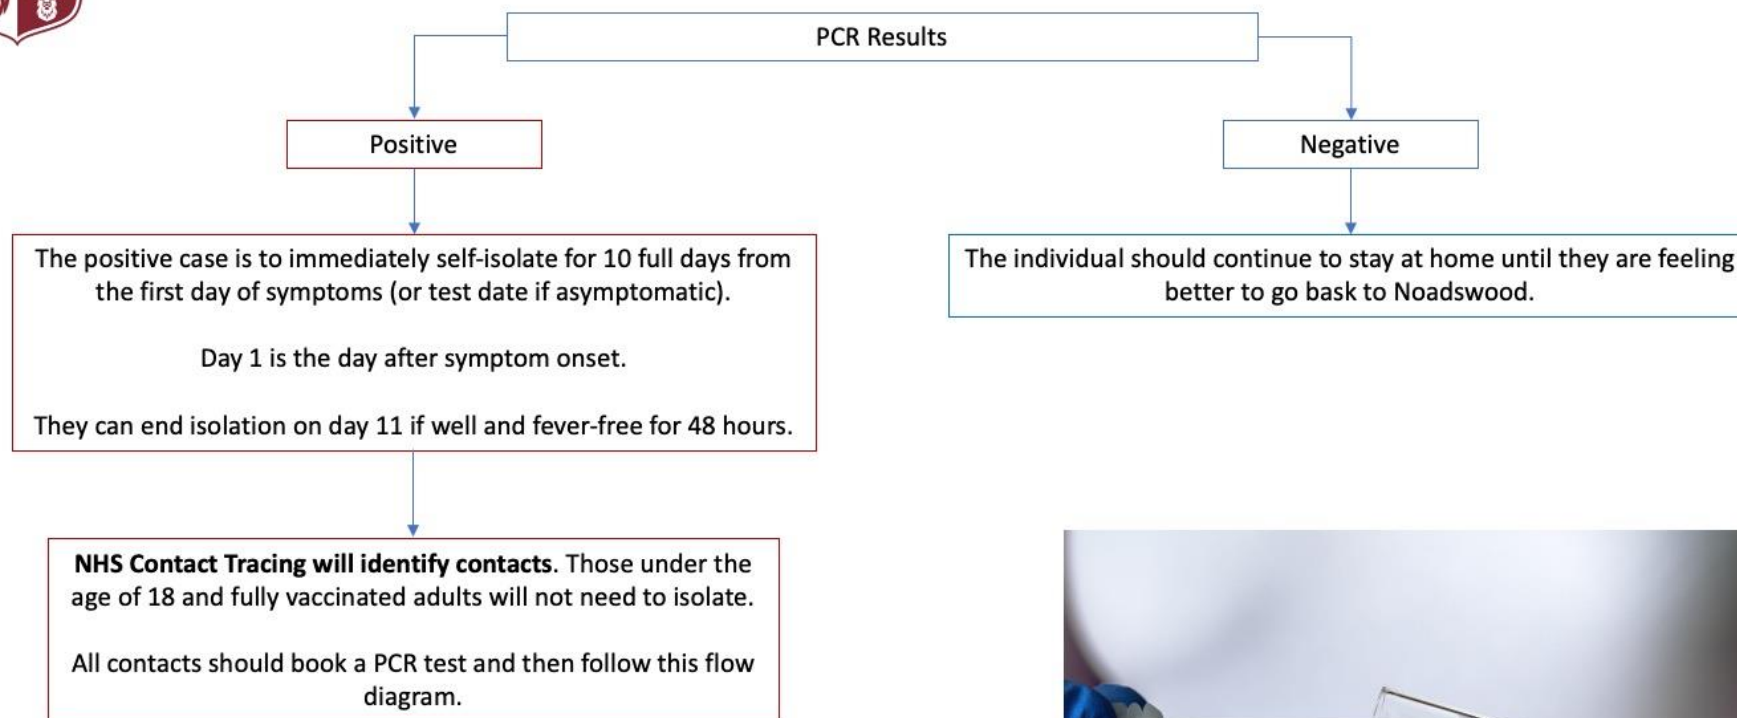 PCR Results
Positive
Negative
The positive case is to immediately self-isolate for 10 full days from
the first day of symptoms (or test date if asymptomatic).
Day 1 is the day after symptom onset.
They can end isolation on day 11 if well and fever-free for 48 hours.
The individual should continue to stay at home until they are feeling
better to go bask to Noadswood.
NHS Contact Tracing will identify contacts. Those under the
age of 18 and fully vaccinated adults will not need to isolate.
All contacts should book a PCR test and then follow this flow
diagram.